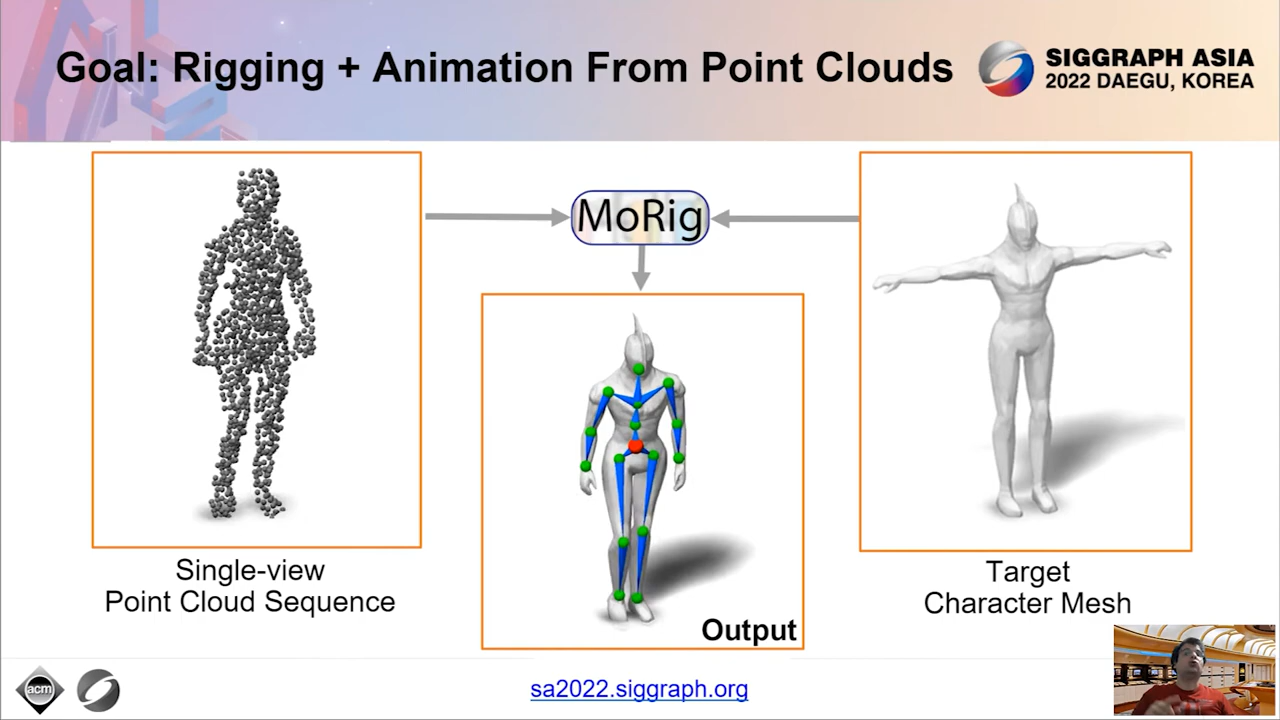 Goal: Rigging + Animation From Point Clouds
SIGGRAPH ASIA
2022 DAEGU, KOREA
MoRig
Single-view
Point Cloud Sequence
Output
Target
Character Mesh
acm
sa2022.siggraph.org